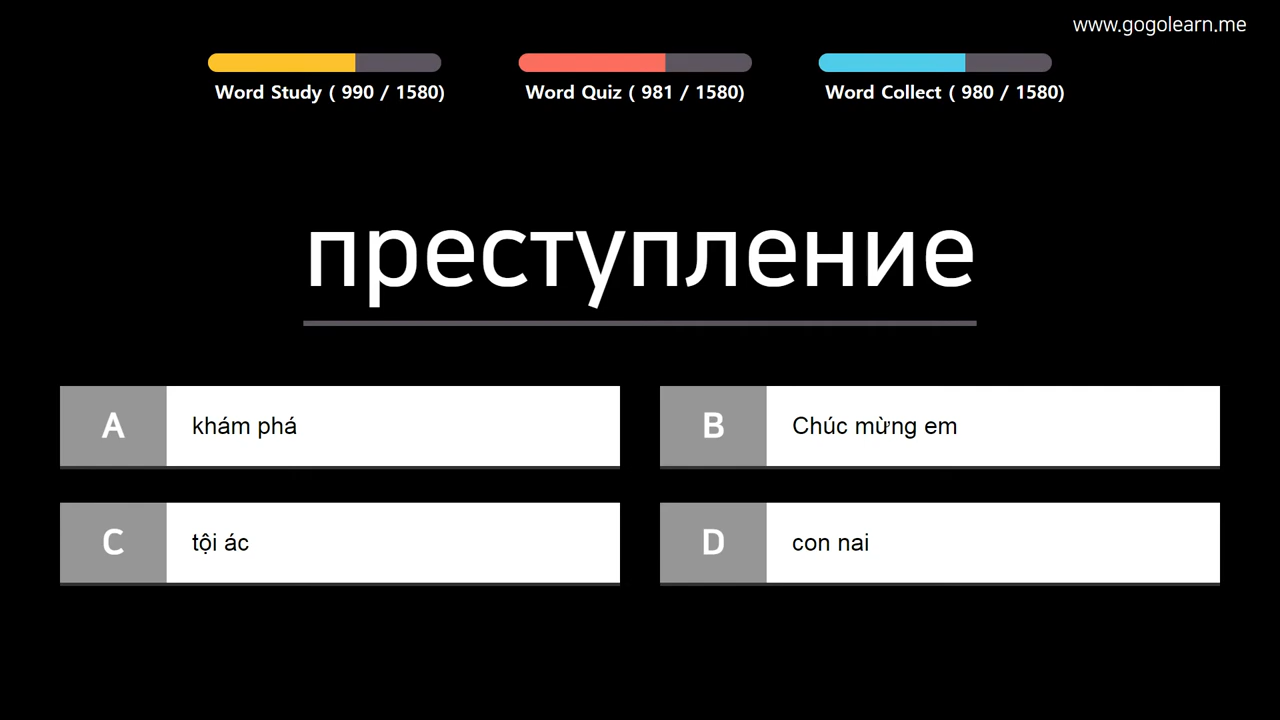 www.gogolearn.me
Word Study ( 990 / 1580)
Word Quiz ( 981 / 1580)
Word Collect ( 980 / 1580)
преступление
A khám phá
B Chúc mừng em
C tội ác
D con nai